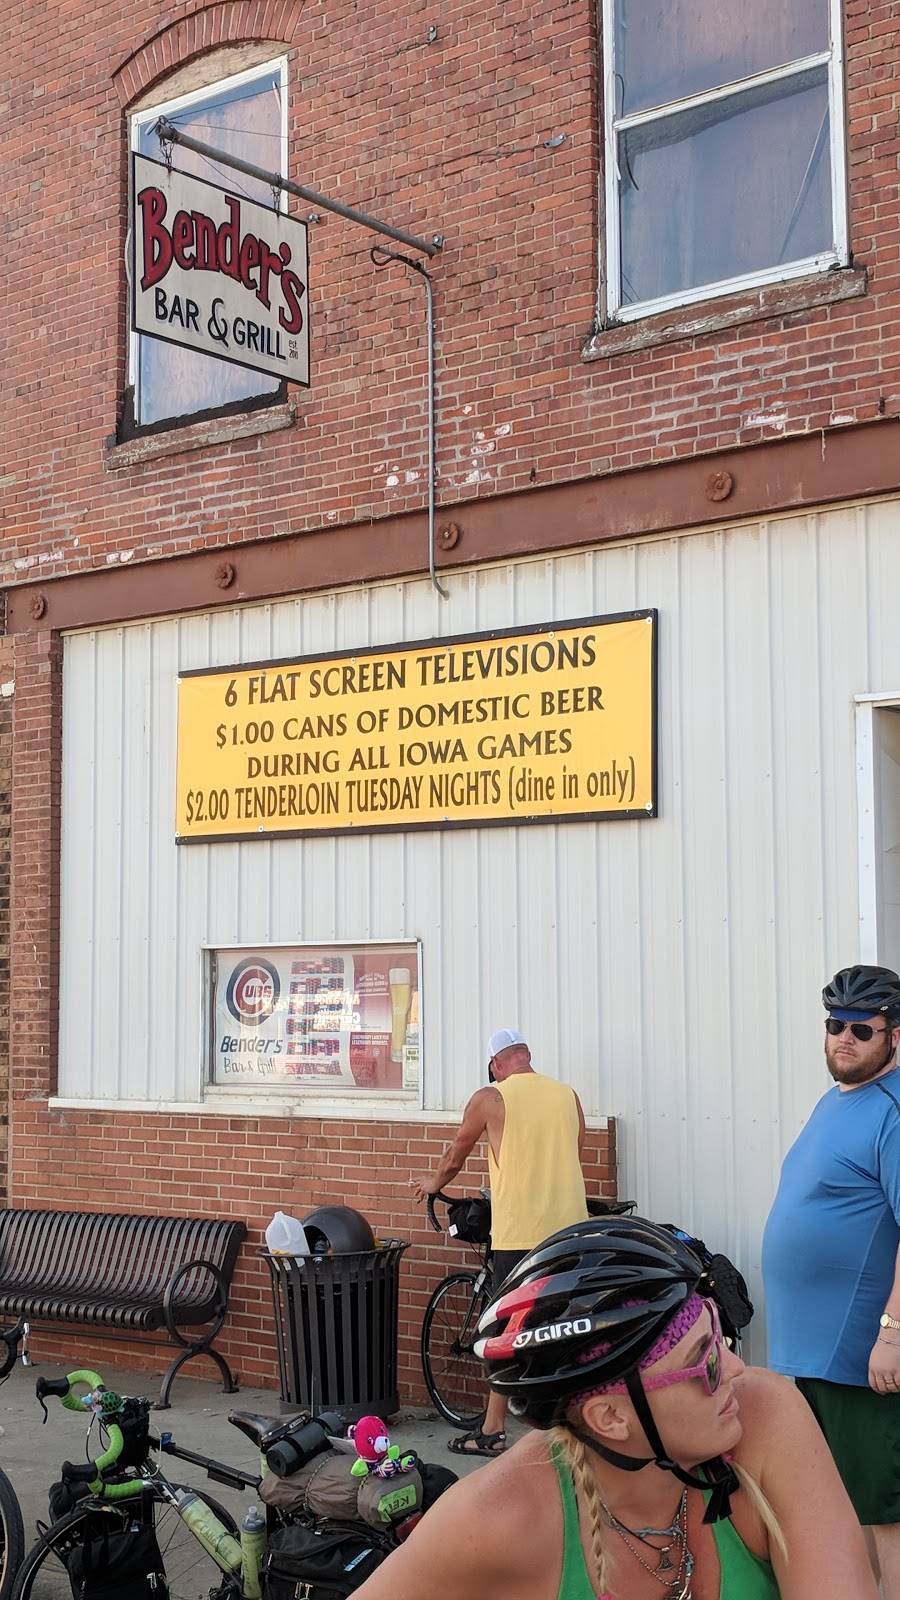 Bender's
BAR & GRILL
est.
2011
6 FLAT SCREEN TELEVISIONS
$1.00 CANS OF DOMESTIC BEER
DURING ALL IOWA GAMES
$2.00 TENDERLOIN TUESDAY NIGHTS (dine in only)
CUBS
Bender's
Bar & Grill
GIRO